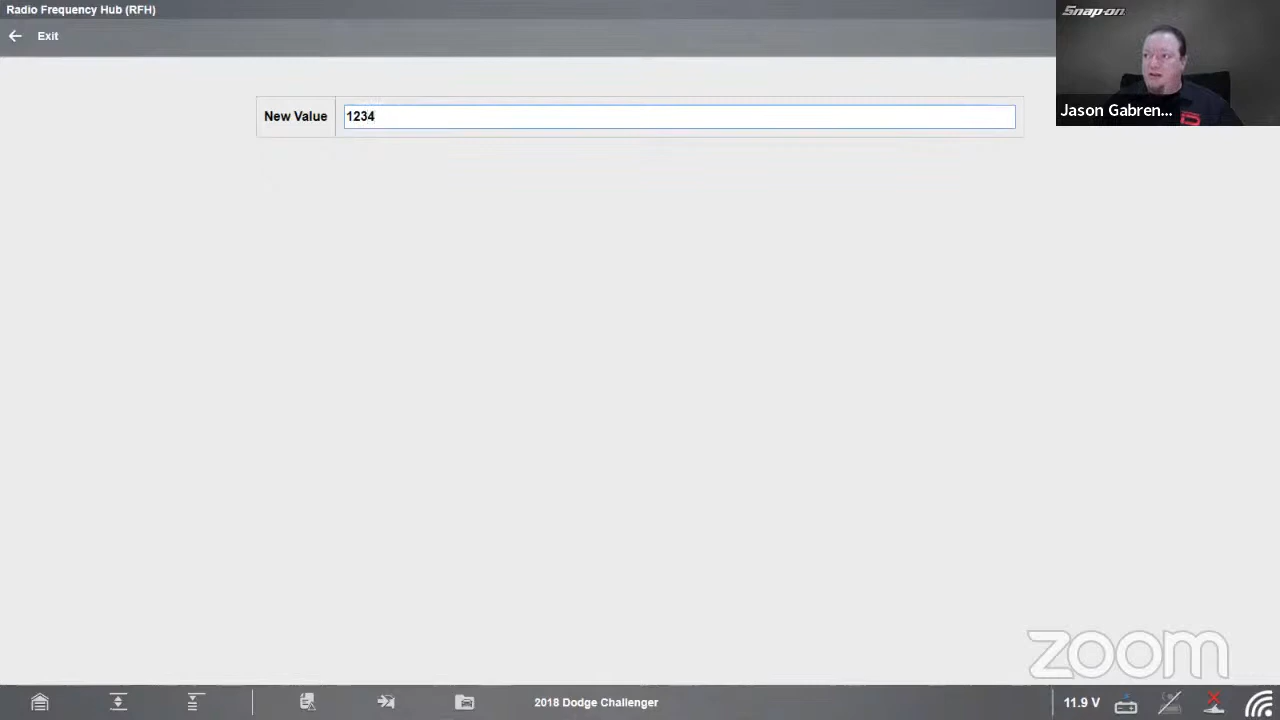 Radio Frequency Hub (RFH)
Exit
New Value
1234
Snap-on
Jason Gabren...
zoom
2018 Dodge Challenger
11.9 V